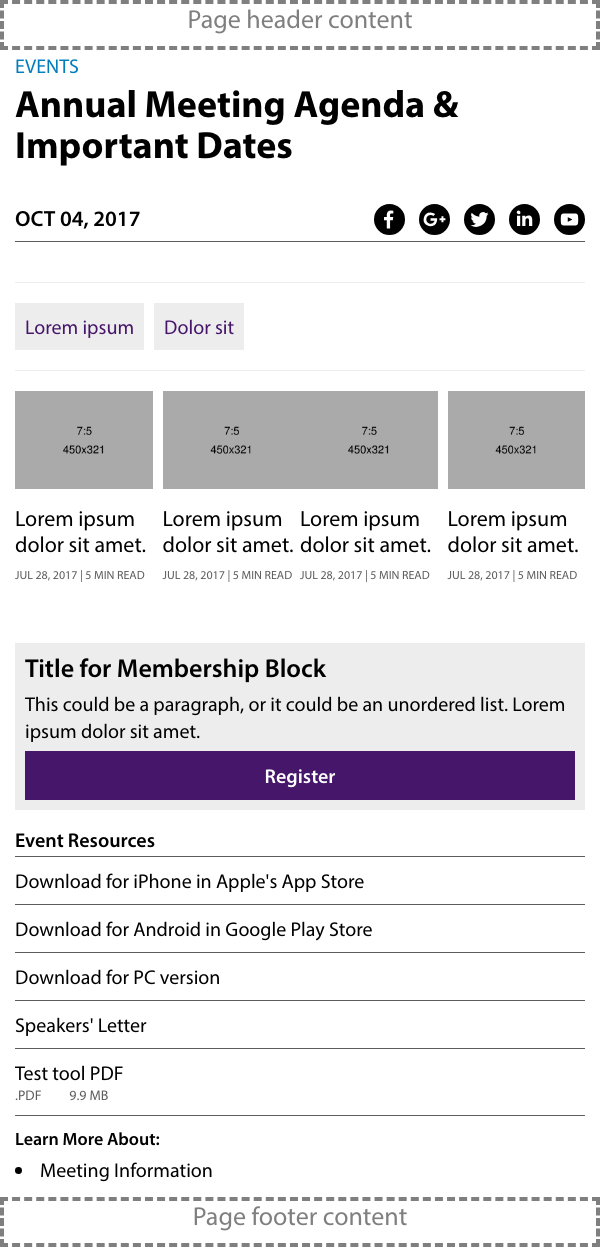 Page header content
EVENTS
Annual Meeting Agenda &
Important Dates
OCT 04, 2017
Lorem ipsum
Dolor sit
7:5
450x321
7:5
450x321
7:5
450x321
7:5
450x321
Lorem ipsum
dolor sit amet.
JUL 28, 2017 | 5 MIN READ
Lorem ipsum
dolor sit amet.
JUL 28, 2017 | 5 MIN READ
Lorem ipsum
dolor sit amet.
JUL 28, 2017 | 5 MIN READ
Lorem ipsum
dolor sit amet.
JUL 28, 2017 | 5 MIN READ
Title for Membership Block
This could be a paragraph, or it could be an unordered list. Lorem
ipsum dolor sit amet.
Register
Event Resources
Download for iPhone in Apple's App Store
Download for Android in Google Play Store
Download for PC version
Speakers' Letter
Test tool PDF
.PDF 9.9 MB
Learn More About:
• Meeting Information
Page footer content